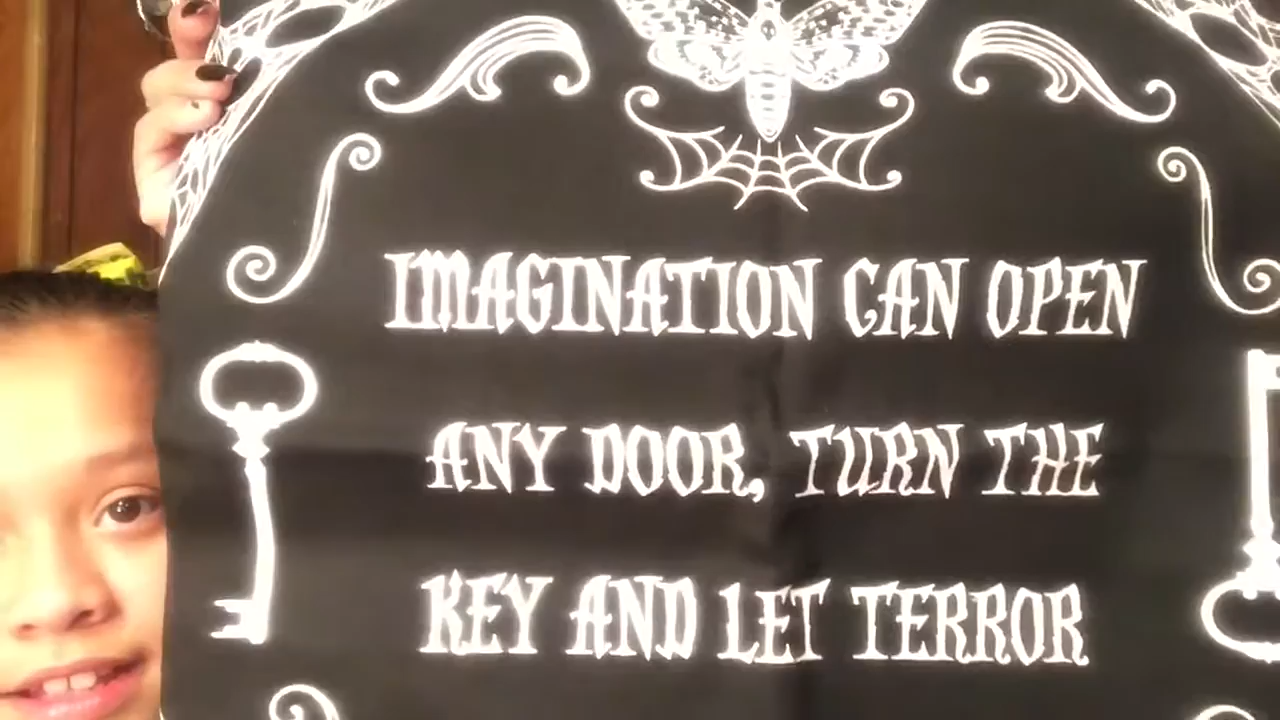 IMAGINATION CAN OPEN
ANY DOOR, TURN THE
KEY AND LET TERROR